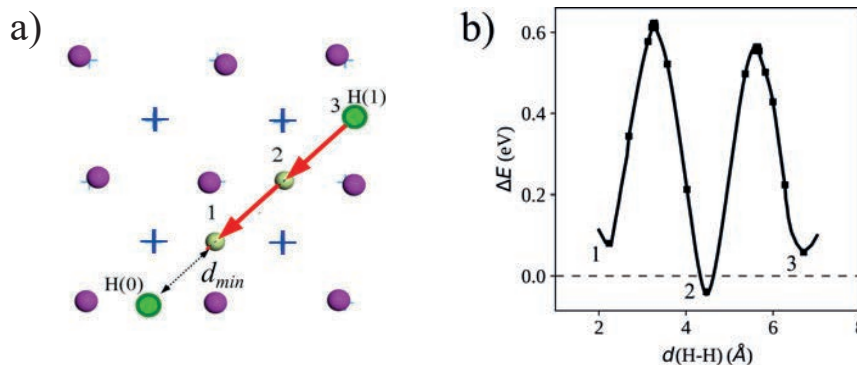 a)
3
H(1)
2
1
H(0)
d_min
b)
ΔE (eV)
0.6
0.4
0.2
0.0
1
2
3
2
4
6
8
d(H-H) (Å)